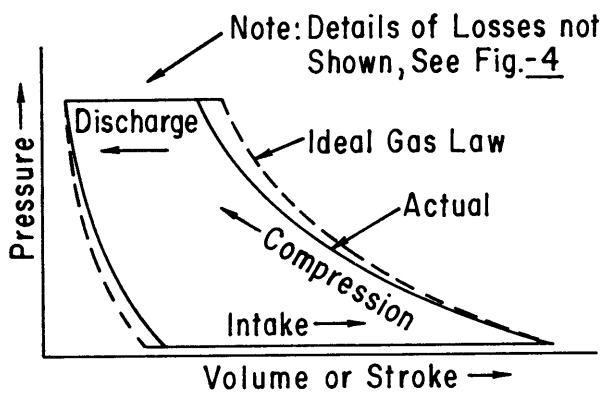 Note: Details of Losses not
Shown, See Fig.-4
Discharge
Ideal Gas Law
Actual
Compression
Intake
Pressure
Volume or Stroke